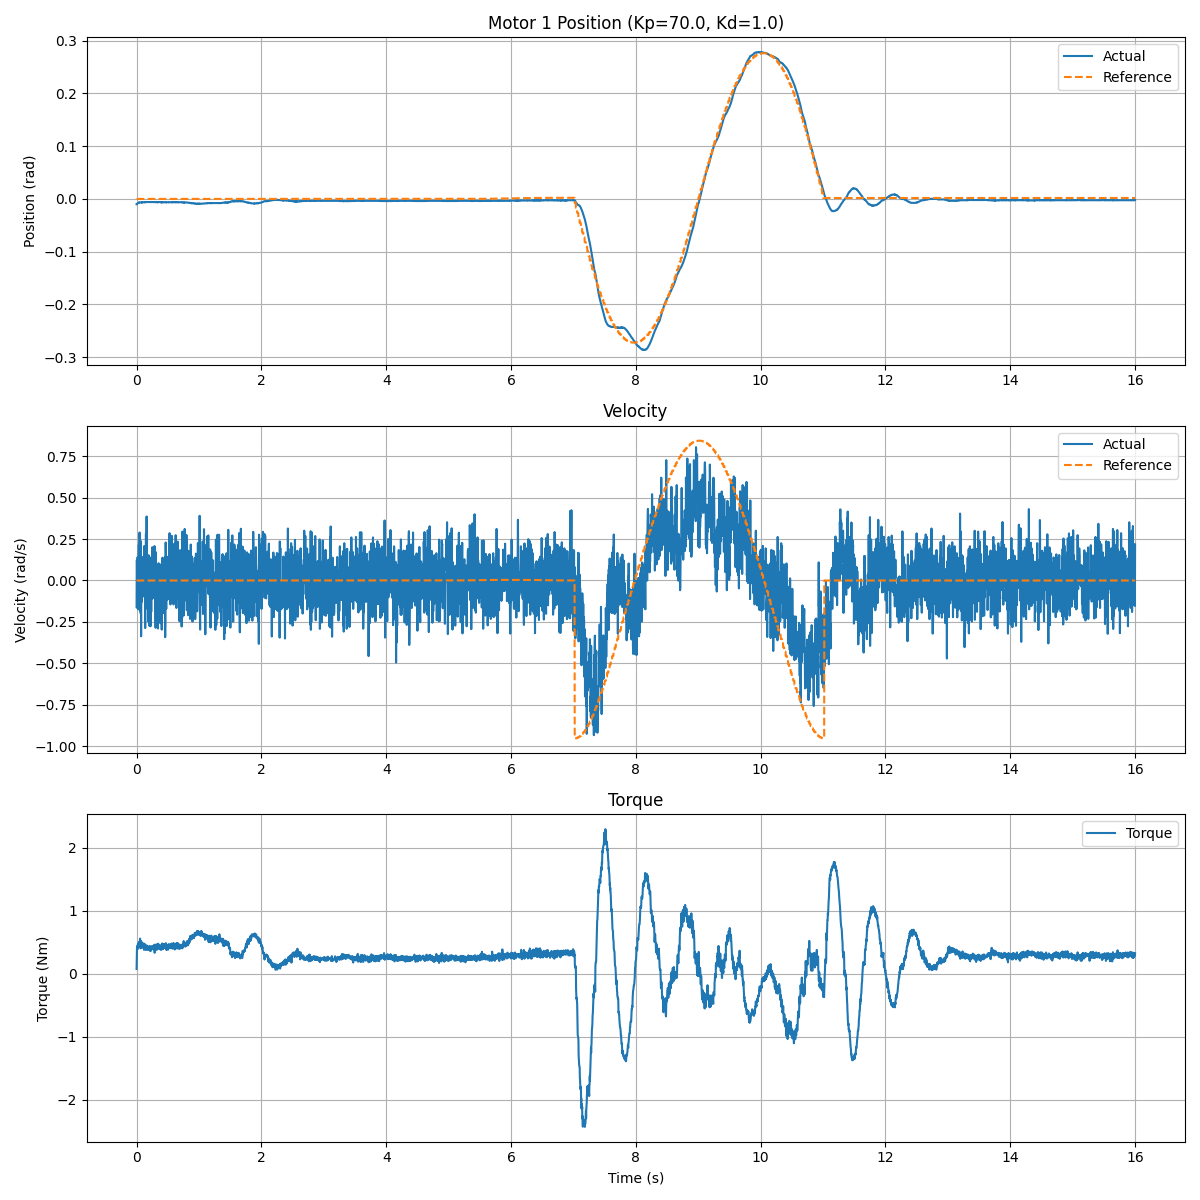 Motor 1 Position (Kp=70.0, Kd=1.0)
0.3
0.2
0.1
0.0
−0.1
−0.2
−0.3
Position (rad)
Actual
Reference
0 2 4 6 8 10 12 14 16
Velocity
0.75
0.50
0.25
0.00
−0.25
−0.50
−0.75
−1.00
Velocity (rad/s)
Actual
Reference
0 2 4 6 8 10 12 14 16
Torque
2
1
0
−1
−2
Torque (Nm)
Torque
0 2 4 6 8 10 12 14 16
Time (s)